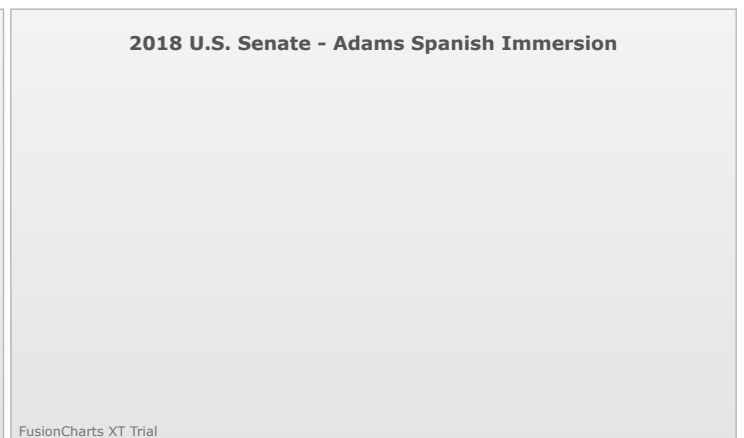 2018 U.S. Senate - Adams Spanish Immersion
FusionCharts XT Trial